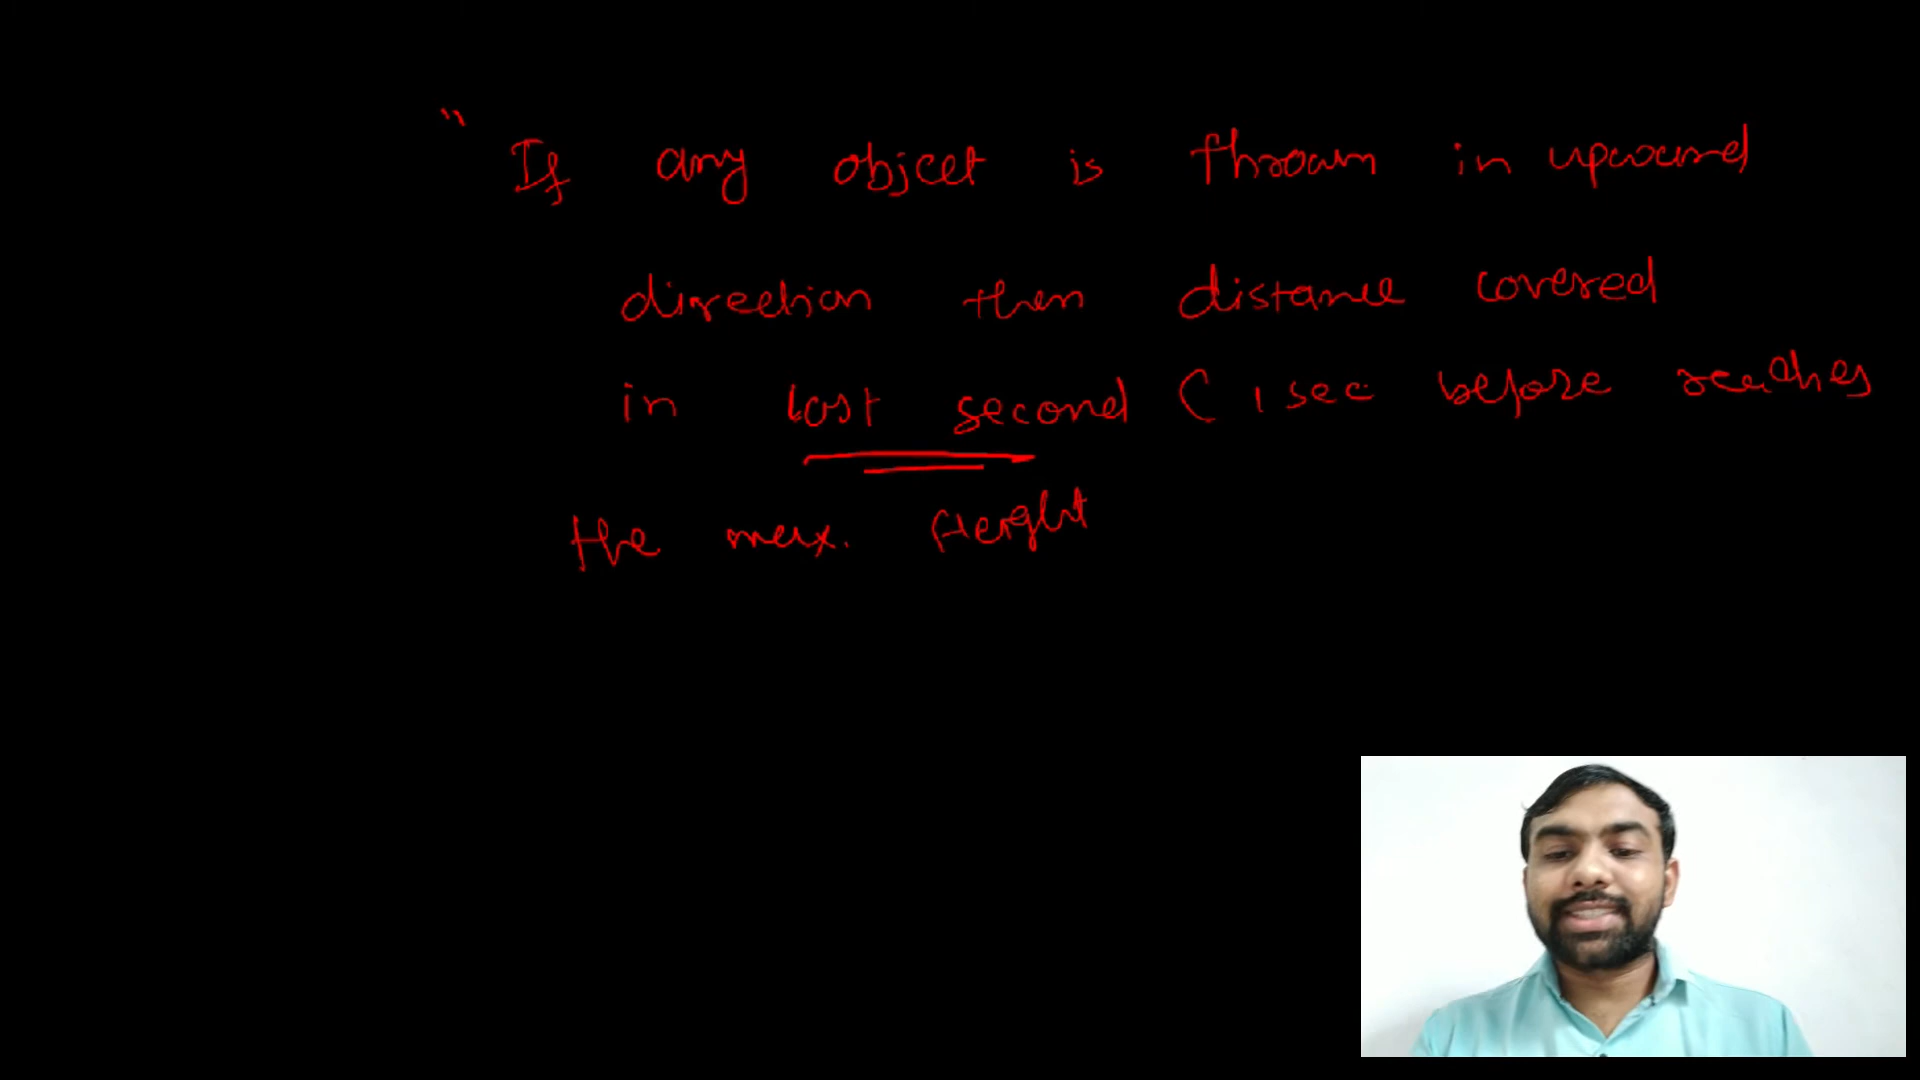 " If any object is thrown in upward
direction then distance covered
in last second ( 1 sec before reaches
the max. Height